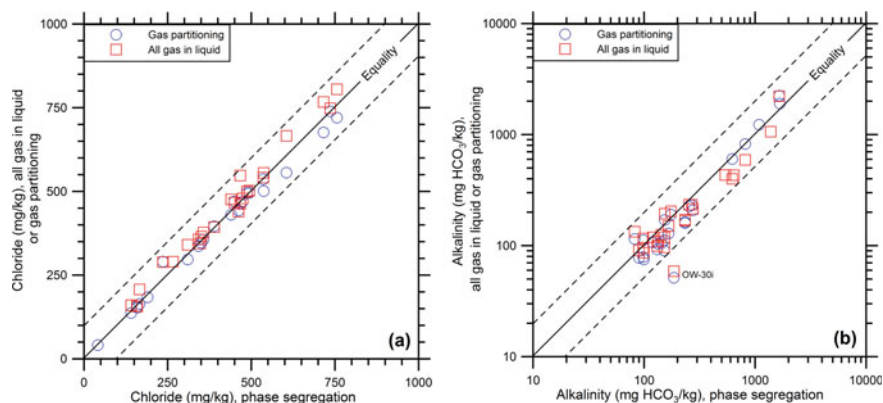 1000
750
500
250
0
0
250
500
750
1000
Gas partitioning
All gas in liquid
Equality
(a)
Chloride (mg/kg), all gas in liquid
or gas partitioning
Chloride (mg/kg), phase segregation
10000
1000
100
10
10
100
1000
10000
Gas partitioning
All gas in liquid
Equality
OW-30i
(b)
Alkalinity (mg HCO₃/kg),
all gas in liquid or gas partitioning
Alkalinity (mg HCO₃/kg), phase segregation